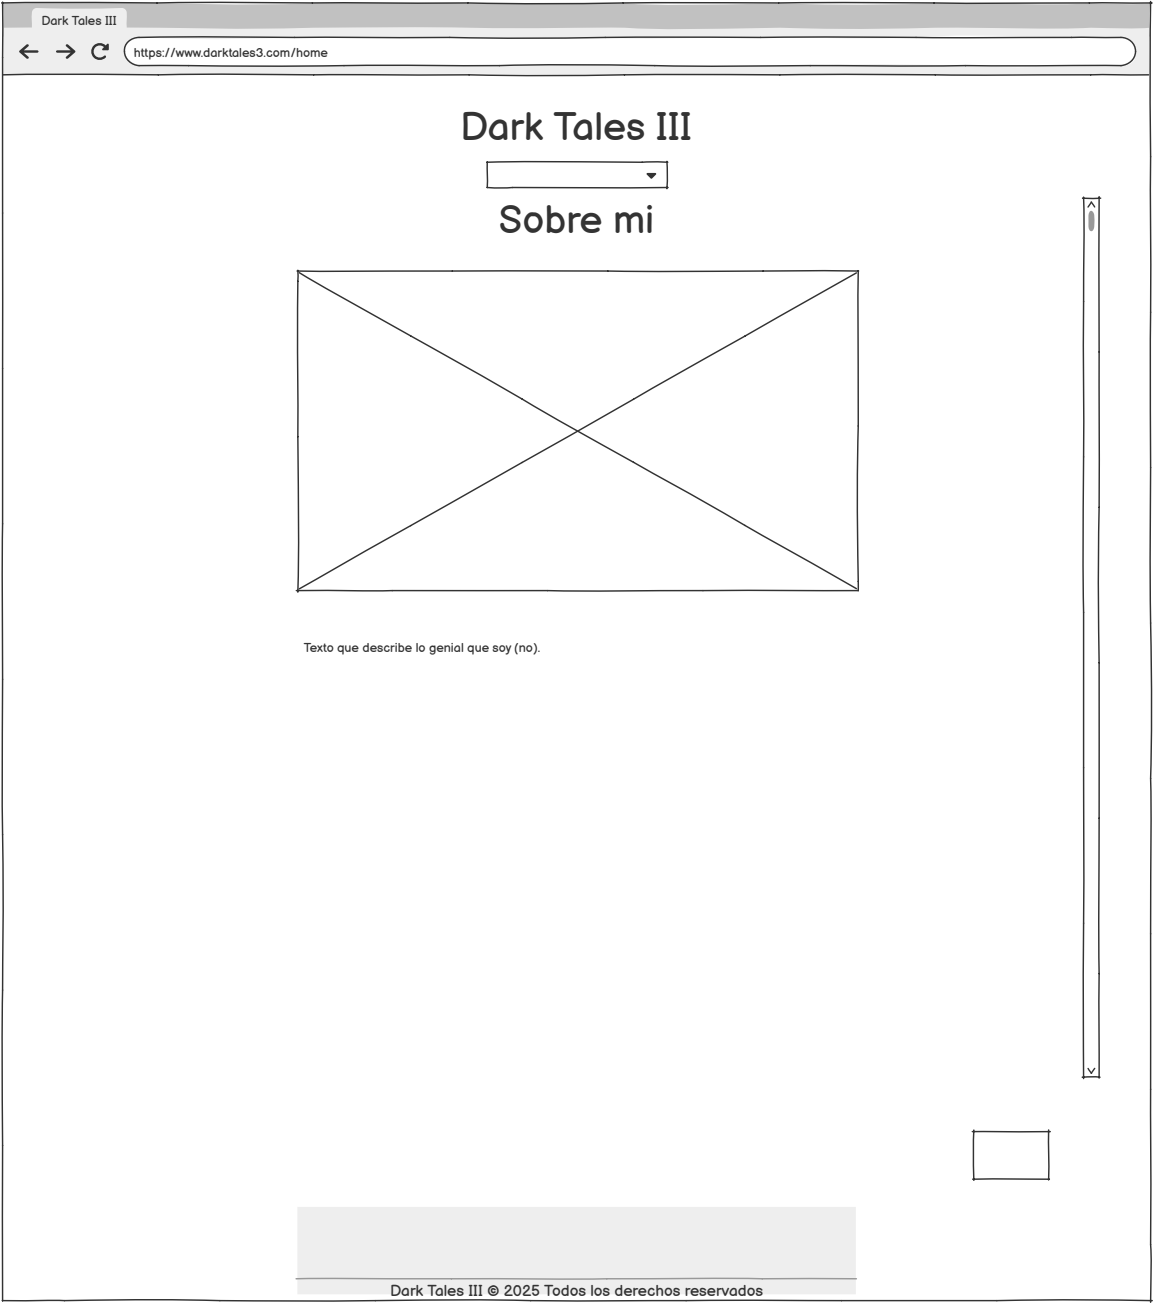 Dark Tales III
https://www.darktales3.com/home
Dark Tales III
Sobre mi
Texto que describe lo genial que soy (no).
Dark Tales III © 2025 Todos los derechos reservados